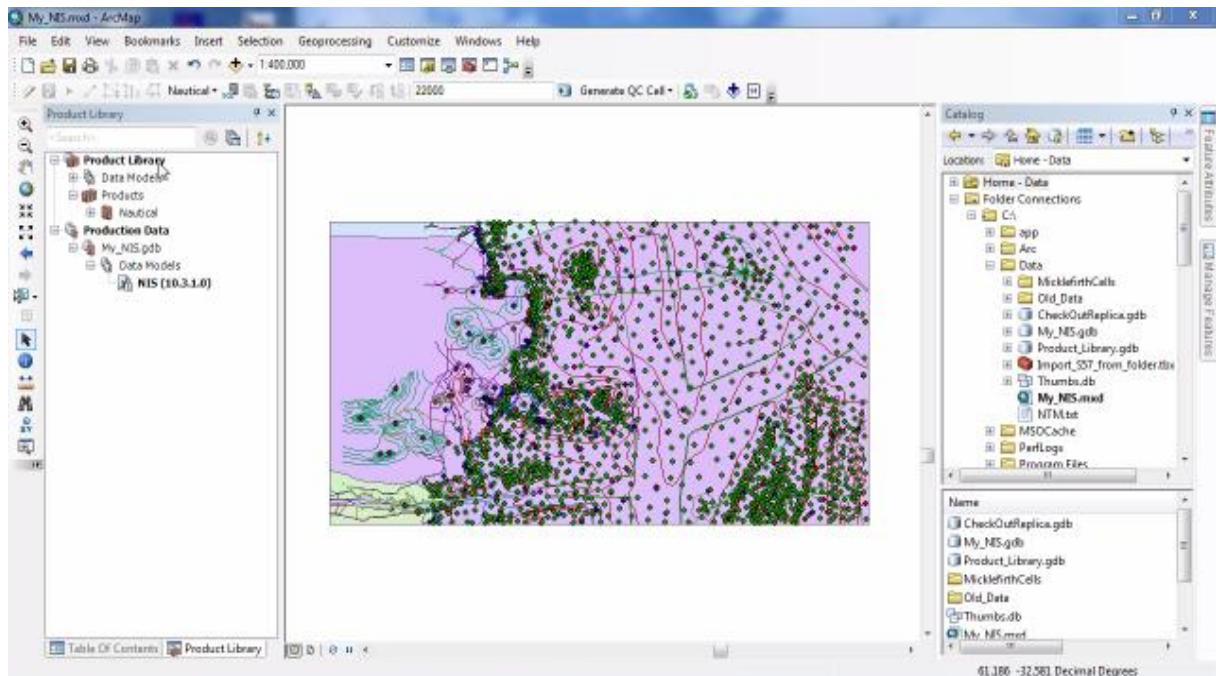 My_NIS.mxd - ArcMap
File Edit View Bookmarks Insert Selection Geoprocessing Customize Windows Help
1:400,000
Nautical 22000 Generate QC Cell
Product Library
<Search>
Product Library
Data Models
Products
Nautical
Production Data
My_NIS.gdb
Data Models
NIS (10.3.1.0)
Table Of Contents Product Library
Catalog
Location: Home - Data
Home - Data
Folder Connections
C:\
app
Arc
Data
MicklefirthCells
Old_Data
CheckOutReplica.gdb
My_NIS.gdb
Product_Library.gdb
Import_S57_from_folder.tbx
Thumbs.db
My_NIS.mxd
NTM.txt
MSOCache
PerfLogs
Program Files
Name
CheckOutReplica.gdb
My_NIS.gdb
Product_Library.gdb
MicklefirthCells
Old_Data
Thumbs.db
My_NIS.mxd
Feature Attributes
Manage Features
61.186 -32.581 Decimal Degrees